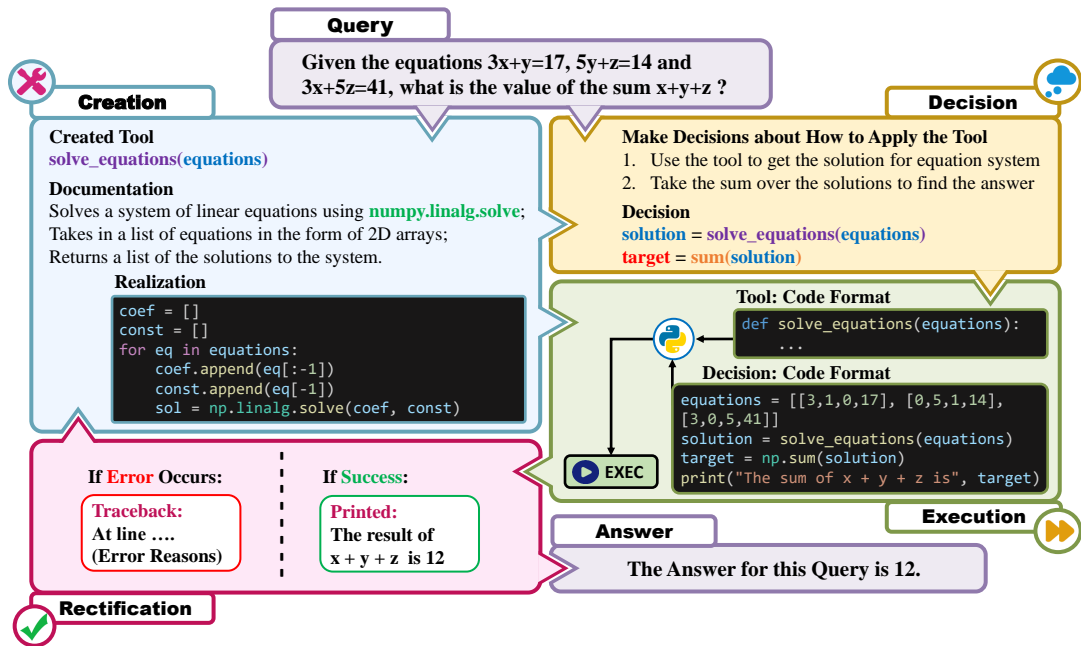 Query
Given the equations 3x+y=17, 5y+z=14 and
3x+5z=41, what is the value of the sum x+y+z ?
Creation
Created Tool
solve_equations(equations)
Documentation
Solves a system of linear equations using numpy.linalg.solve;
Takes in a list of equations in the form of 2D arrays;
Returns a list of the solutions to the system.
Realization
coef = []
const = []
for eq in equations:
    coef.append(eq[:-1])
    const.append(eq[-1])
    sol = np.linalg.solve(coef, const)
Decision
Make Decisions about How to Apply the Tool
1. Use the tool to get the solution for equation system
2. Take the sum over the solutions to find the answer
Decision
solution = solve_equations(equations)
target = sum(solution)
Tool: Code Format
def solve_equations(equations):
    ...
Decision: Code Format
equations = [[3,1,0,17], [0,5,1,14],
[3,0,5,41]]
solution = solve_equations(equations)
target = np.sum(solution)
print("The sum of x + y + z is", target)
EXEC
Execution
If Error Occurs:
Traceback:
At line ….
(Error Reasons)
If Success:
Printed:
The result of
x + y + z is 12
Rectification
Answer
The Answer for this Query is 12.